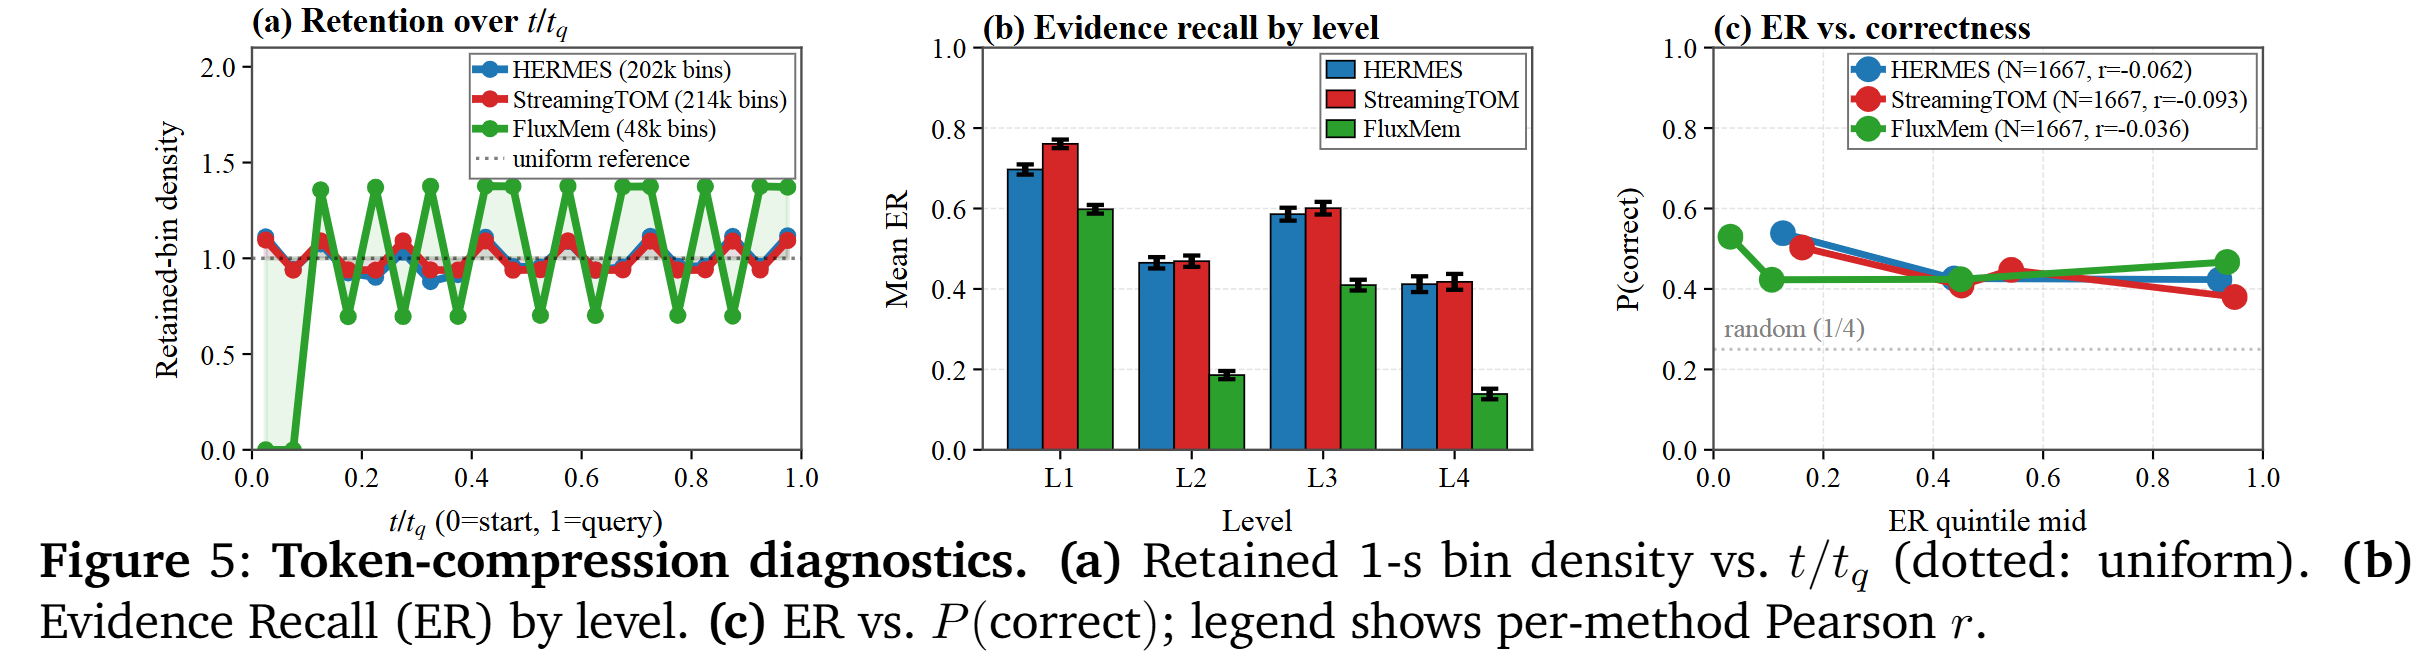 (a) Retention over t/t_q
Retained-bin density
2.0
1.5
1.0
0.5
0.0
HERMES (202k bins)
StreamingTOM (214k bins)
FluxMem (48k bins)
uniform reference
0.0 0.2 0.4 0.6 0.8 1.0
t/t_q (0=start, 1=query)
(b) Evidence recall by level
Mean ER
1.0
0.8
0.6
0.4
0.2
0.0
HERMES
StreamingTOM
FluxMem
L1 L2 L3 L4
Level
(c) ER vs. correctness
P(correct)
1.0
0.8
0.6
0.4
0.2
0.0
HERMES (N=1667, r=-0.062)
StreamingTOM (N=1667, r=-0.093)
FluxMem (N=1667, r=-0.036)
random (1/4)
0.0 0.2 0.4 0.6 0.8 1.0
ER quintile mid
Figure 5: Token-compression diagnostics. (a) Retained 1-s bin density vs. t/t_q (dotted: uniform). (b)
Evidence Recall (ER) by level. (c) ER vs. P(correct); legend shows per-method Pearson r.